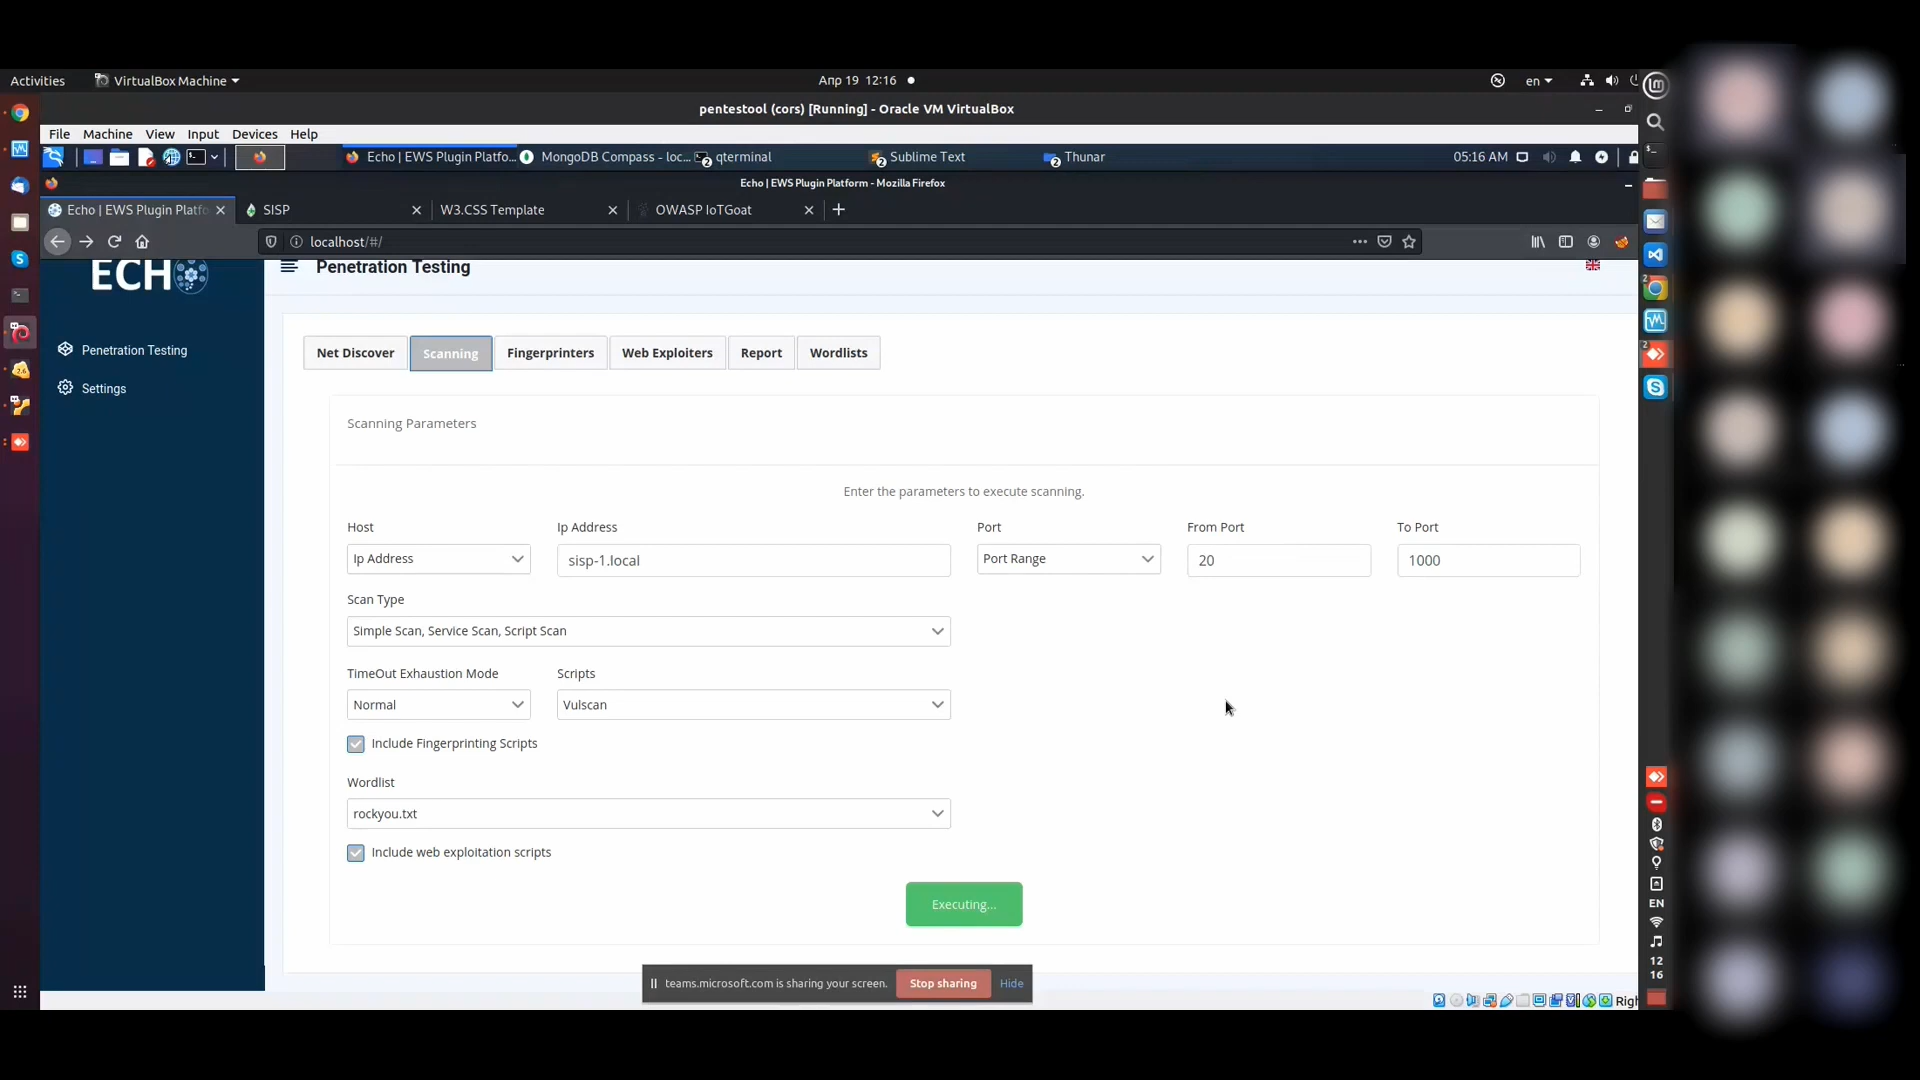 Activities VirtualBox Machine Апр 19 12:16 en
pentestool (cors) [Running] - Oracle VM VirtualBox
File Machine View Input Devices Help
Echo | EWS Plugin Platfo... MongoDB Compass - loc... 2 qterminal 2 Sublime Text 2 Thunar 05:16 AM
Echo | EWS Plugin Platform - Mozilla Firefox
Echo | EWS Plugin Platfo SISP W3.CSS Template OWASP IoTGoat
localhost/#/
ECHO
Penetration Testing
Penetration Testing
Settings
Net Discover Scanning Fingerprinters Web Exploiters Report Wordlists
Scanning Parameters
Enter the parameters to execute scanning.
Host Ip Address Port From Port To Port
Ip Address sisp-1.local Port Range 20 1000
Scan Type
Simple Scan, Service Scan, Script Scan
TimeOut Exhaustion Mode Scripts
Normal Vulscan
Include Fingerprinting Scripts
Wordlist
rockyou.txt
Include web exploitation scripts
Executing...
teams.microsoft.com is sharing your screen. Stop sharing Hide
Righ
EN
12
16